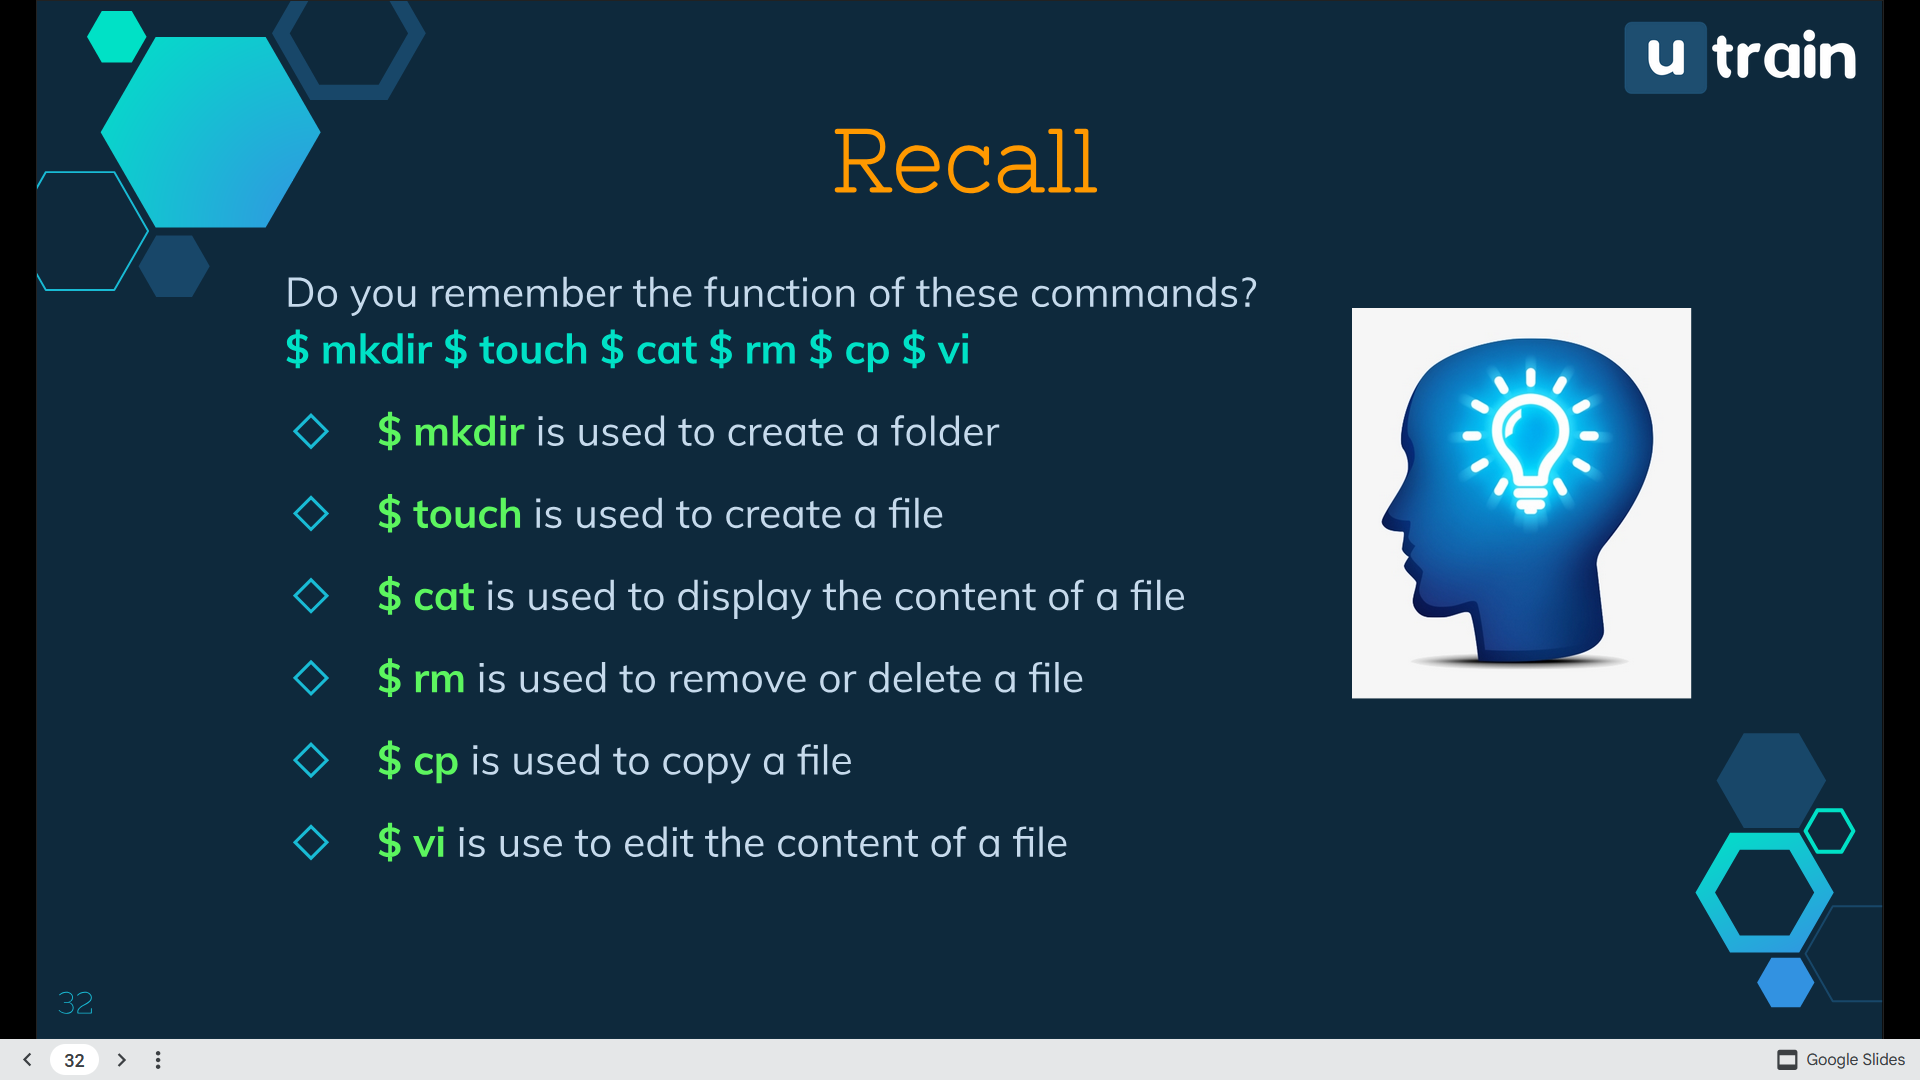 u train
Recall
Do you remember the function of these commands?
$ mkdir $ touch $ cat $ rm $ cp $ vi
$ mkdir is used to create a folder
$ touch is used to create a file
$ cat is used to display the content of a file
$ rm is used to remove or delete a file
$ cp is used to copy a file
$ vi is use to edit the content of a file
32
32
Google Slides